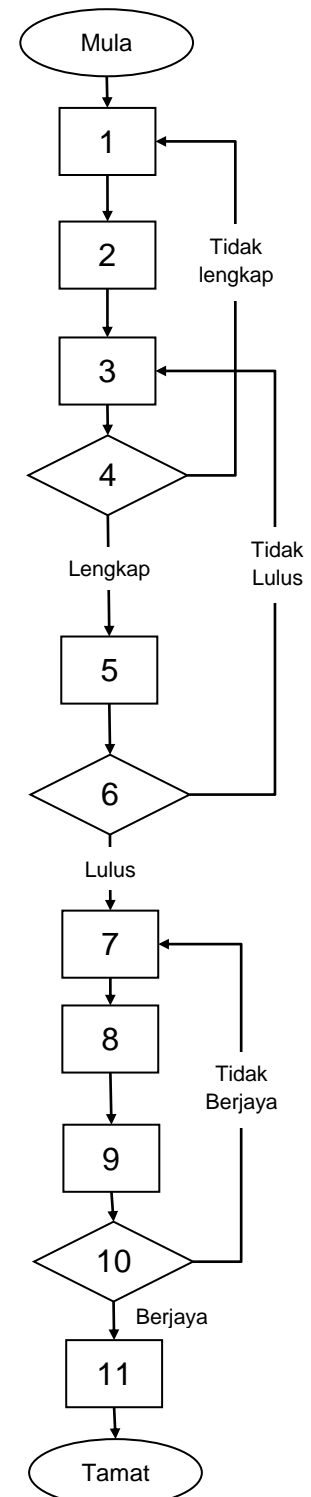 Mula
1
2
Tidak
lengkap
3
4
Lengkap
Tidak
Lulus
5
6
Lulus
7
8
Tidak
Berjaya
9
10
Berjaya
11
Tamat